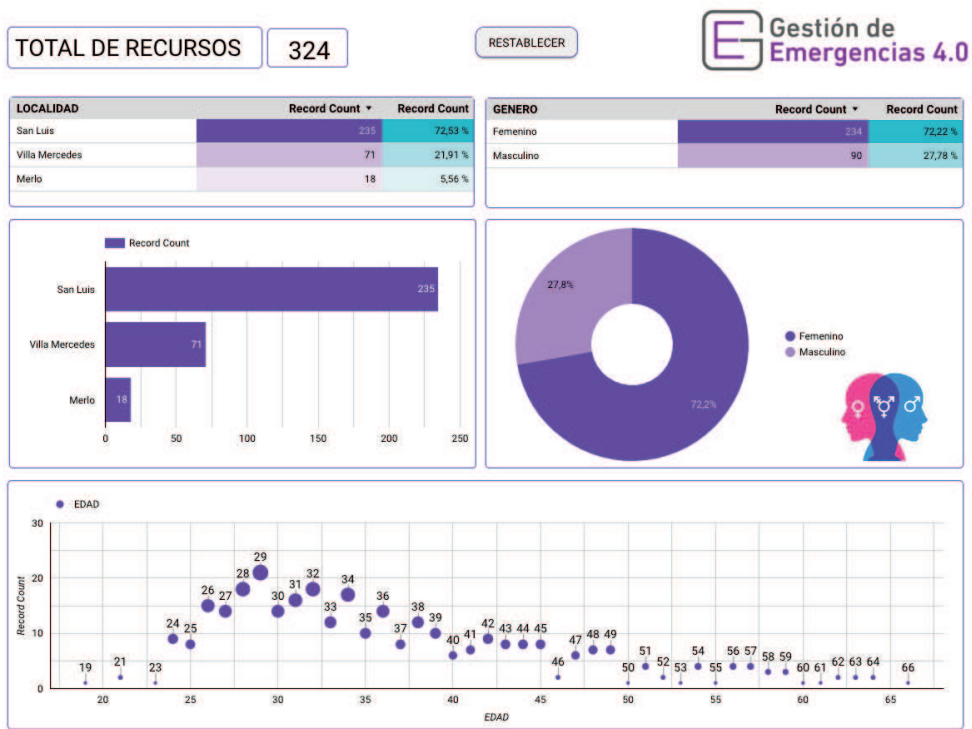 TOTAL DE RECURSOS
324
RESTABLECER
Gestión de
Emergencias 4.0
LOCALIDAD Record Count ▼ Record Count
San Luis 235 72,53 %
Villa Mercedes 71 21,91 %
Merlo 18 5,56 %
GENERO Record Count ▼ Record Count
Femenino 234 72,22 %
Masculino 90 27,78 %
Record Count
San Luis 235
Villa Mercedes 71
Merlo 18
0 50 100 150 200 250
27,8%
72,2%
Femenino
Masculino
EDAD
Record Count
30
20
10
0
19 21 23 24 25 26 27 28 29 30 31 32 33 34 35 36 37 38 39 40 41 42 43 44 45 46 47 48 49 50 51 52 53 54 55 56 57 58 59 60 61 62 63 64 66
20 25 30 35 40 45 50 55 60 65
EDAD